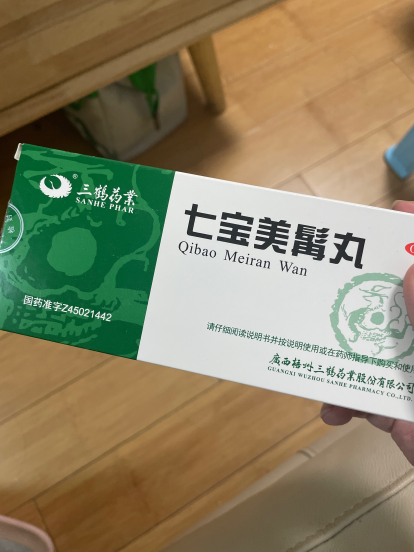 三鹤药業
®
SANHE PHAR
七宝美髯丸
Qibao Meiran Wan
国药准字Z45021442
请仔细阅读说明书并按说明使用或在药师指导下购买和使用
广西梧州三鹤药業股份有限公司
GUANGXI WUZHOU SANHE PHARMACY CO.,LTD.